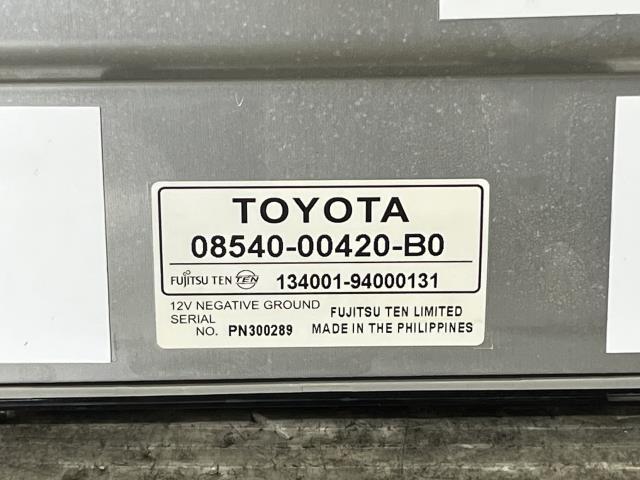 TOYOTA
08540-00420-B0
FUJITSU TEN TEN 134001-94000131
12V NEGATIVE GROUND
SERIAL
NO. PN300289
FUJITSU TEN LIMITED
MADE IN THE PHILIPPINES